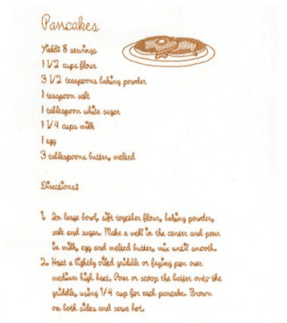 Pancakes
Yield: 8 servings
1 1/2 cups flour
3 1/2 teaspoons baking powder
1 teaspoon salt
1 tablespoon white sugar
1 1/4 cups milk
1 egg
3 tablespoons butter, melted
Directions:
1. In large bowl, sift together flour, baking powder,
salt and sugar. Make a well in the center and pour
in milk, egg and melted butter; mix until smooth.
2. Heat a lightly oiled griddle or frying pan over
medium high heat. Pour or scoop the batter onto the
griddle, using 1/4 cup for each pancake. Brown
on both sides and serve hot.